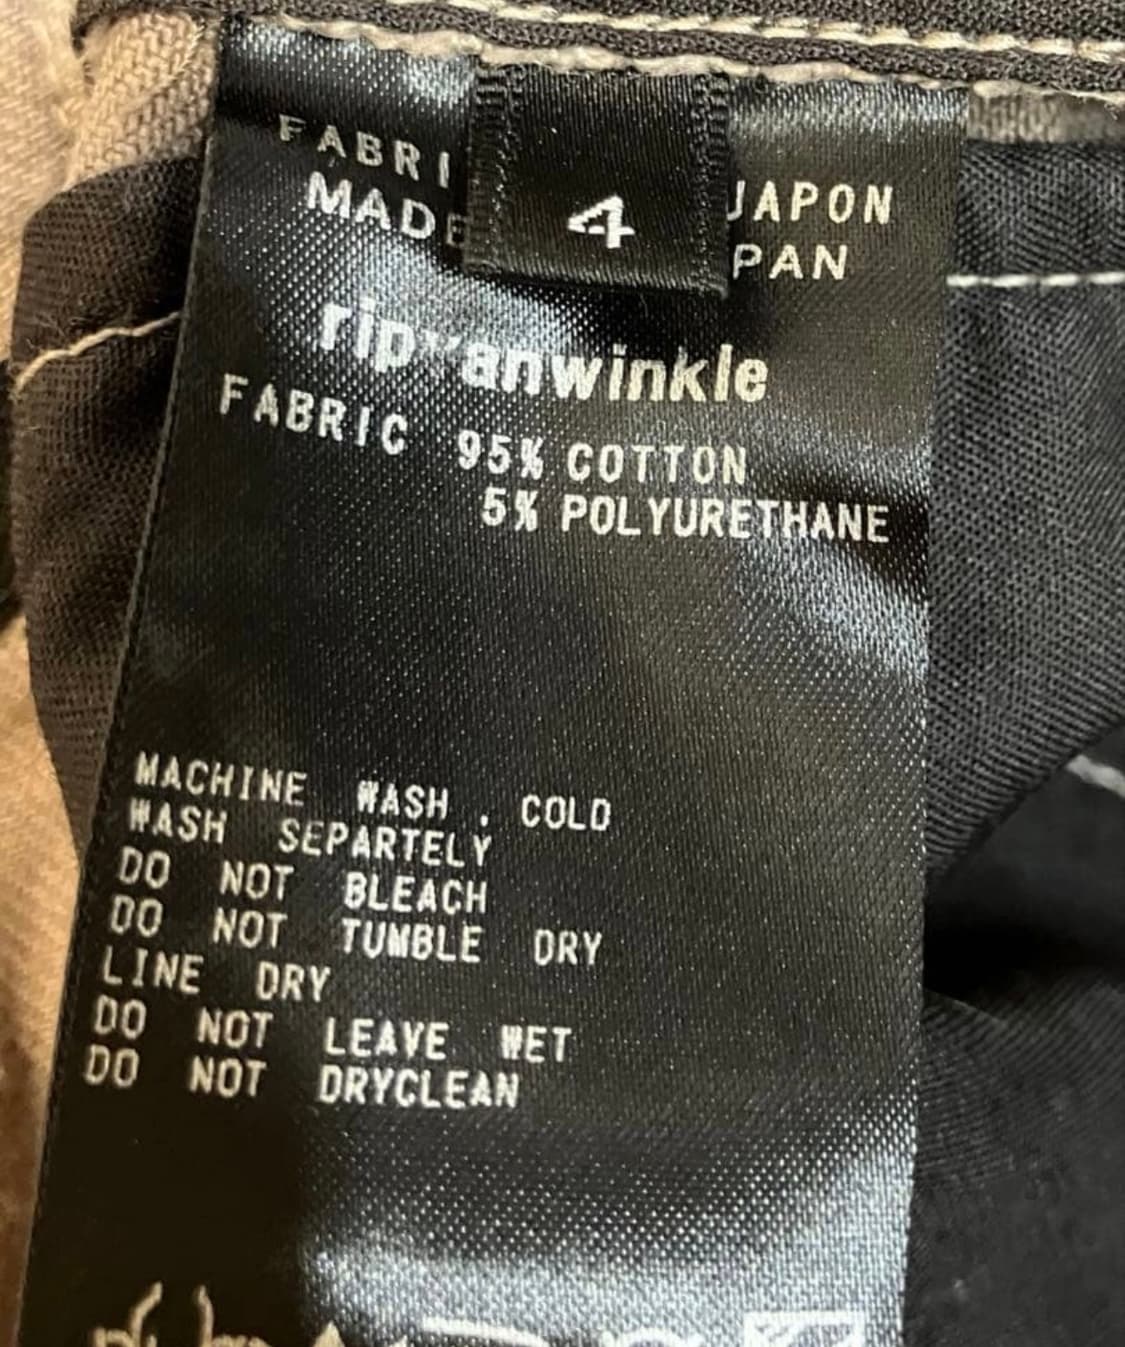 FABRI JAPON
MADE PAN
4
ripvanwinkle
FABRIC 95% COTTON
5% POLYURETHANE
MACHINE WASH . COLD
WASH SEPARTELY
DO NOT BLEACH
DO NOT TUMBLE DRY
LINE DRY
DO NOT LEAVE WET
DO NOT DRYCLEAN